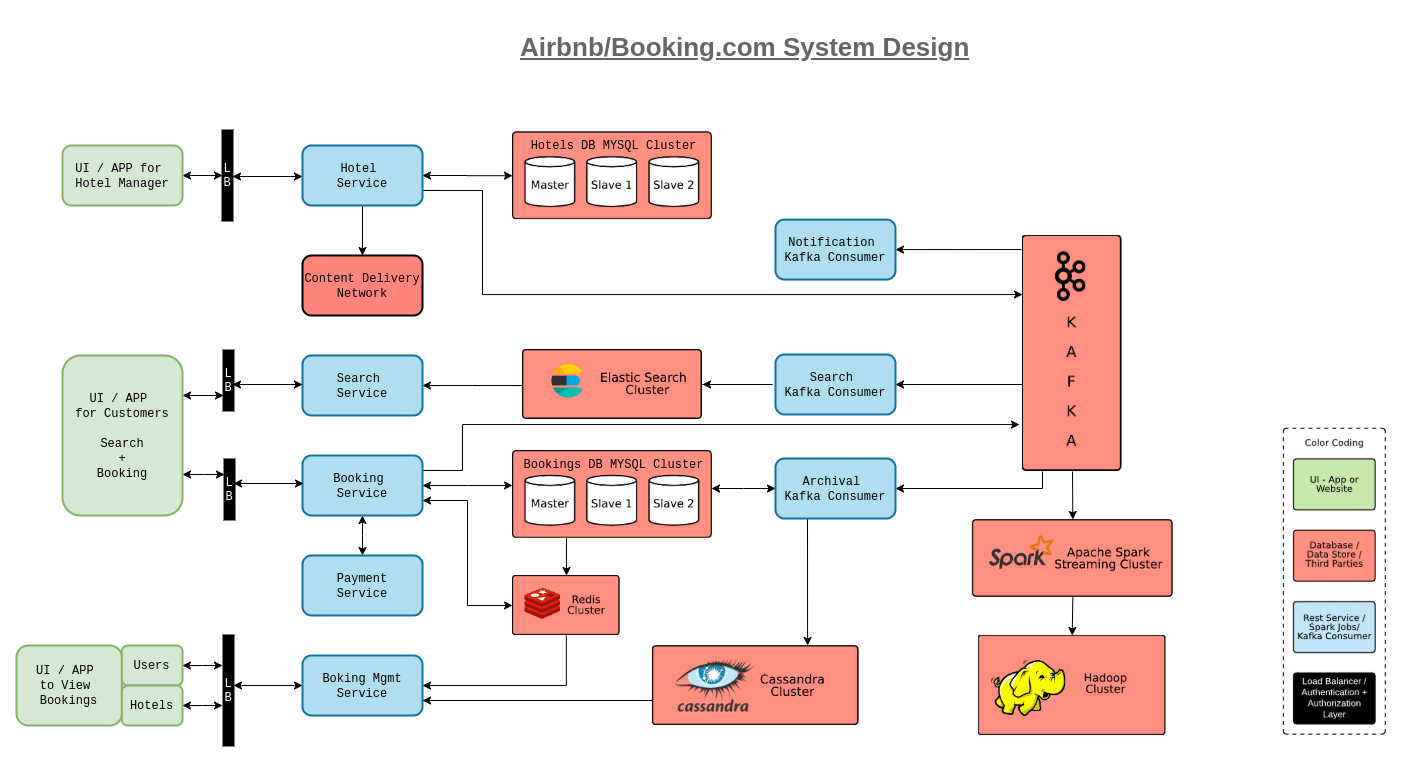 Airbnb/Booking.com System Design
UI / APP for
Hotel Manager
L
B
Hotel
Service
Hotels DB MYSQL Cluster
Master
Slave 1
Slave 2
Content Delivery
Network
Notification
Kafka Consumer
K
A
F
K
A
UI / APP
for Customers
Search
+
Booking
L
B
Search
Service
Elastic Search
Cluster
Search
Kafka Consumer
L
B
Booking
Service
Bookings DB MYSQL Cluster
Master
Slave 1
Slave 2
Archival
Kafka Consumer
Spark
Apache Spark
Streaming Cluster
Payment
Service
Redis
Cluster
UI / APP
to View
Bookings
Users
Hotels
L
B
Boking Mgmt
Service
cassandra
Cassandra
Cluster
Hadoop
Cluster
Color Coding
UI - App or
Website
Database /
Data Store /
Third Parties
Rest Service /
Spark Jobs/
Kafka Consumer
Load Balancer /
Authentication +
Authorization
Layer